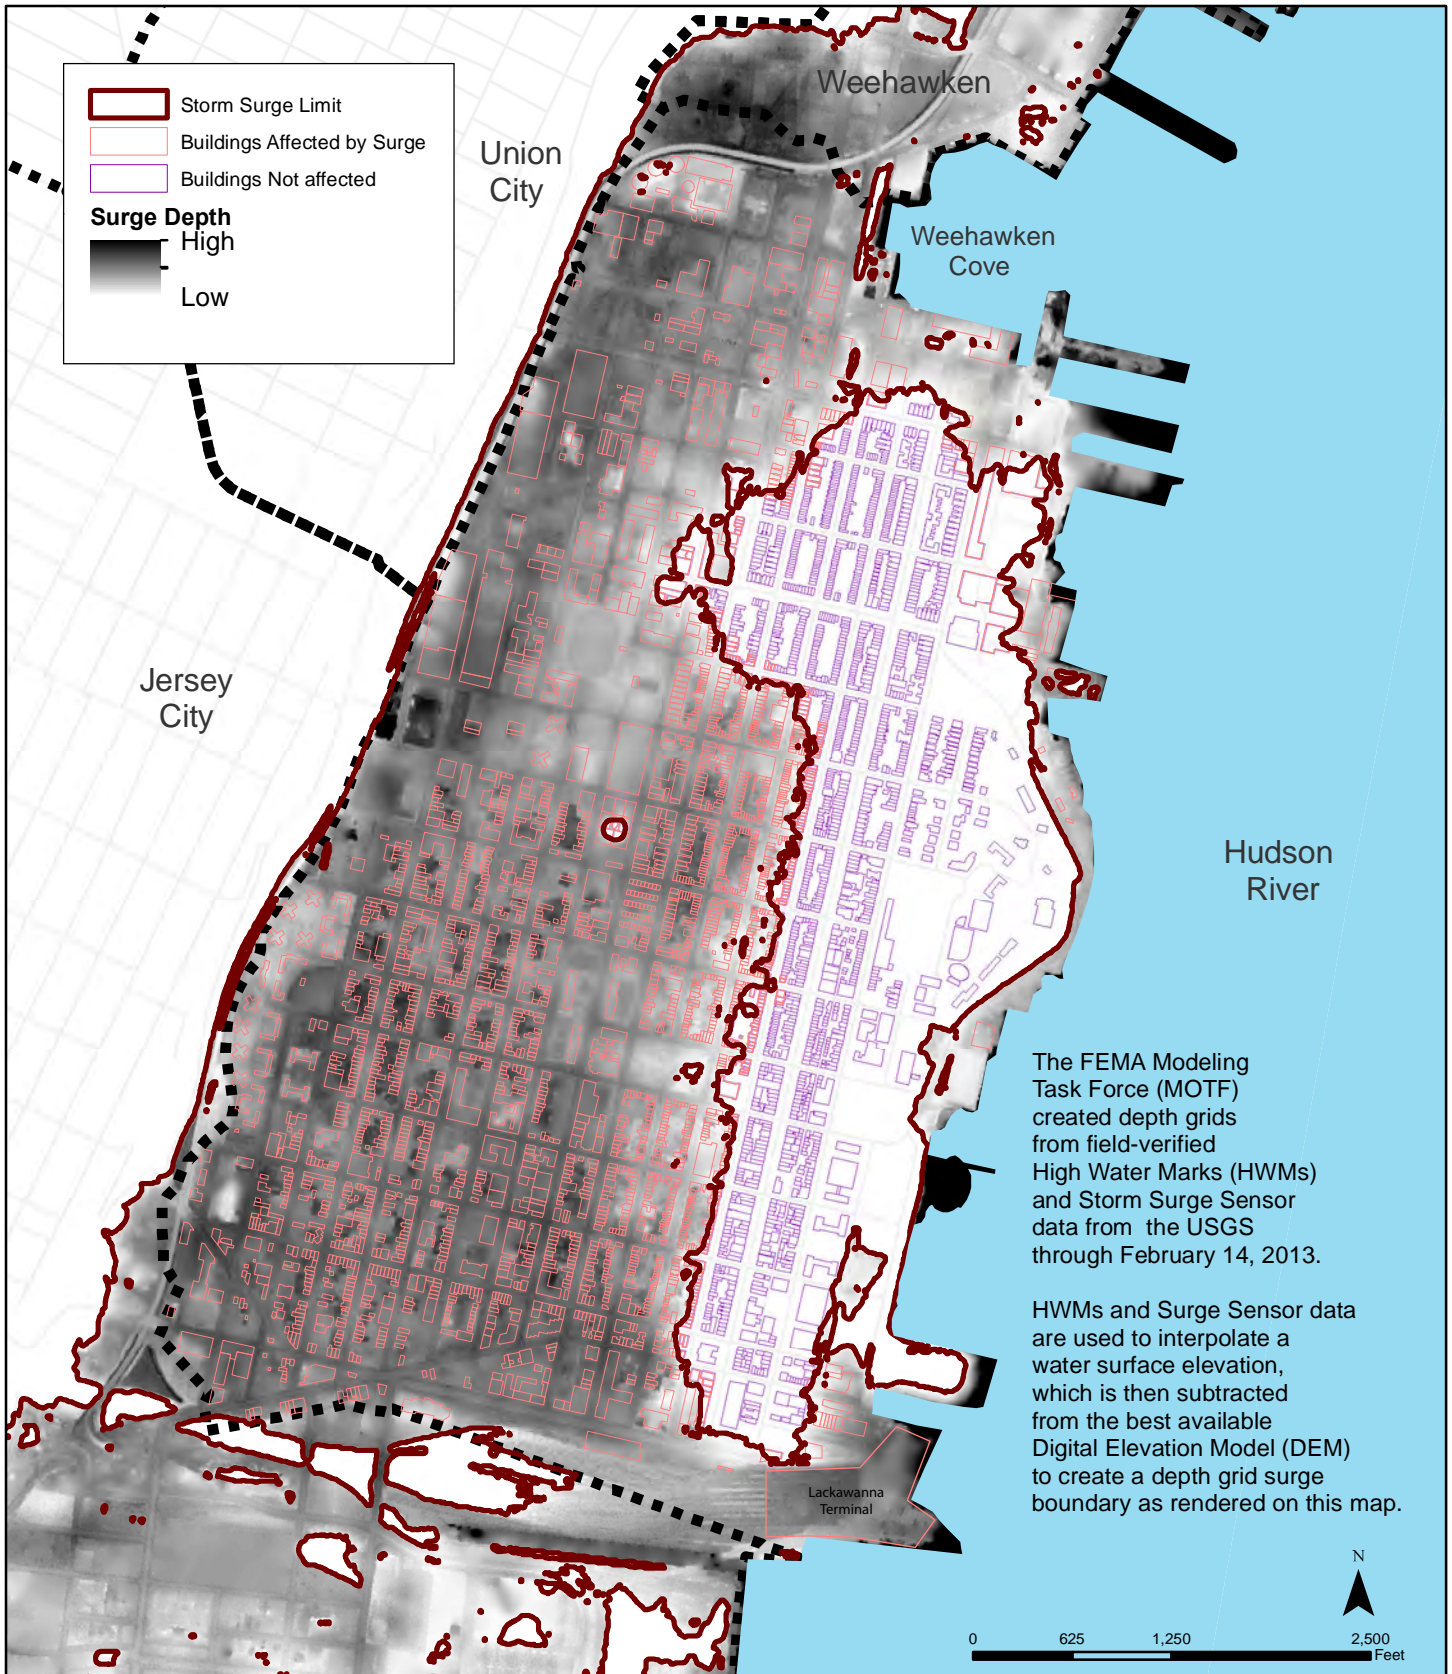 Storm Surge Limit
Buildings Affected by Surge
Buildings Not affected
Surge Depth
High
Low
Weehawken
Union
City
Weehawken
Cove
Jersey
City
Hudson
River
The FEMA Modeling
Task Force (MOTF)
created depth grids
from field-verified
High Water Marks (HWMs)
and Storm Surge Sensor
data from the USGS
through February 14, 2013.
HWMs and Surge Sensor data
are used to interpolate a
water surface elevation,
which is then subtracted
from the best available
Digital Elevation Model (DEM)
to create a depth grid surge
boundary as rendered on this map.
Lackawanna
Terminal
N
0 625 1,250 2,500
Feet